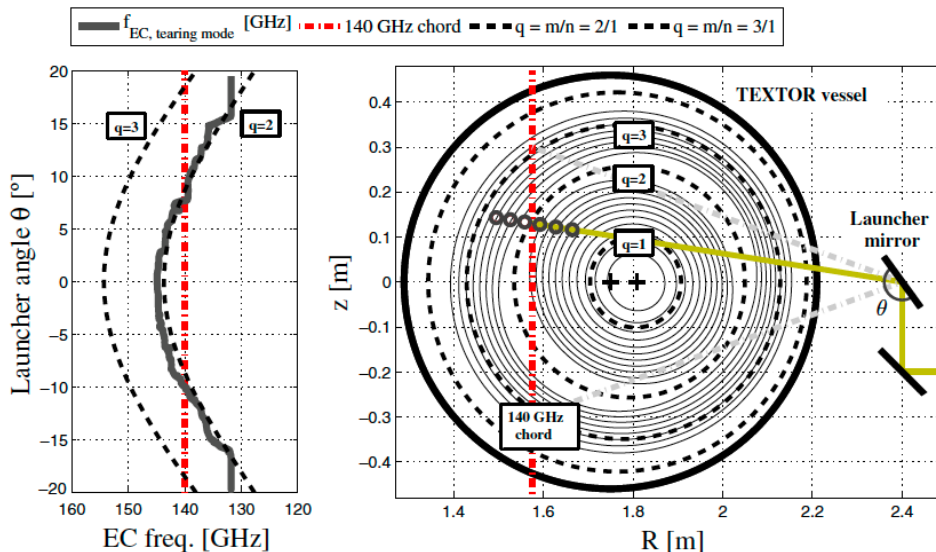 f EC, tearing mode [GHz] 140 GHz chord q = m/n = 2/1 q = m/n = 3/1
20
15
10
5
0
−5
−10
−15
−20
160 140 120
EC freq. [GHz]
Launcher angle θ [°]
q=3
q=2
0.4
0.3
0.2
0.1
0
−0.1
−0.2
−0.3
−0.4
z [m]
TEXTOR vessel
q=3
q=2
q=1
Launcher
mirror
θ
140 GHz
chord
1.4 1.6 1.8 2 2.2 2.4
R [m]